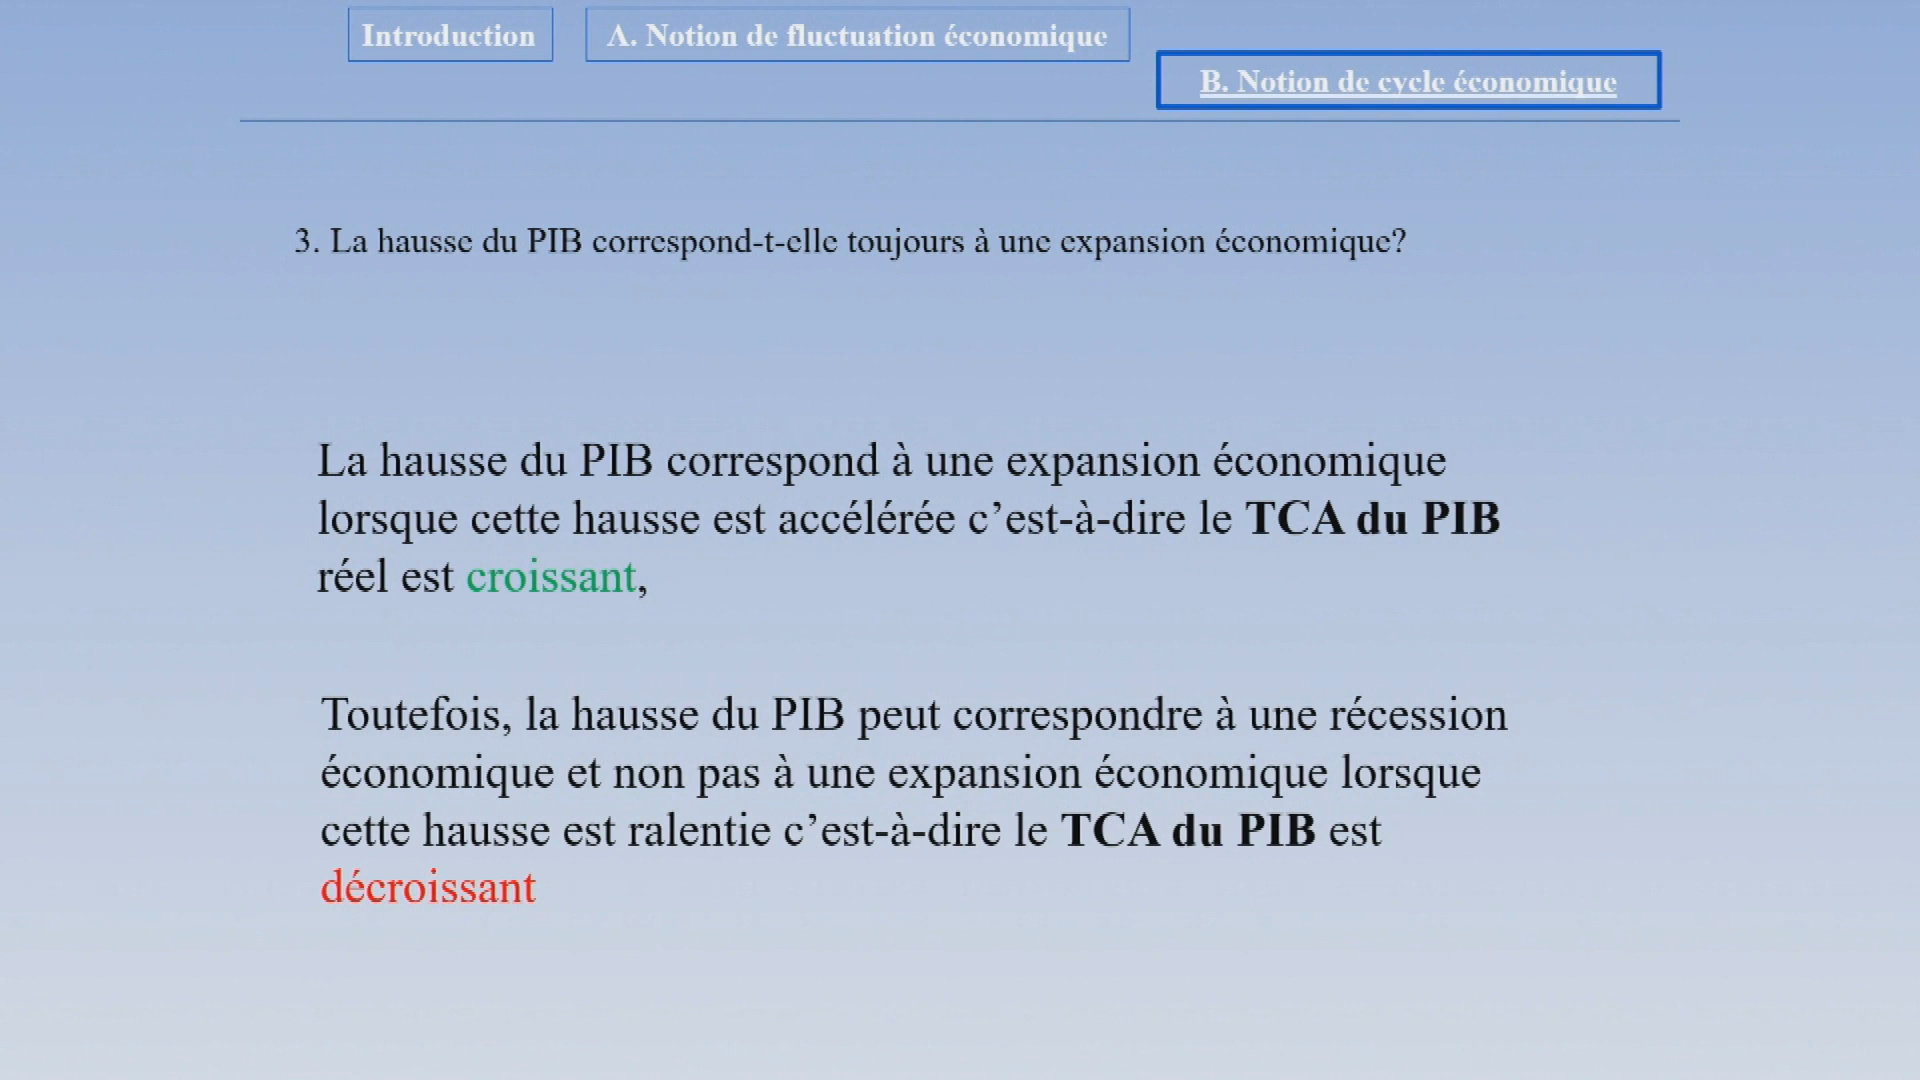 Introduction
A. Notion de fluctuation économique
B. Notion de cycle économique
3. La hausse du PIB correspond-t-elle toujours à une expansion économique?
La hausse du PIB correspond à une expansion économique
lorsque cette hausse est accélérée c’est-à-dire le TCA du PIB
réel est croissant,
Toutefois, la hausse du PIB peut correspondre à une récession
économique et non pas à une expansion économique lorsque
cette hausse est ralentie c’est-à-dire le TCA du PIB est
décroissant